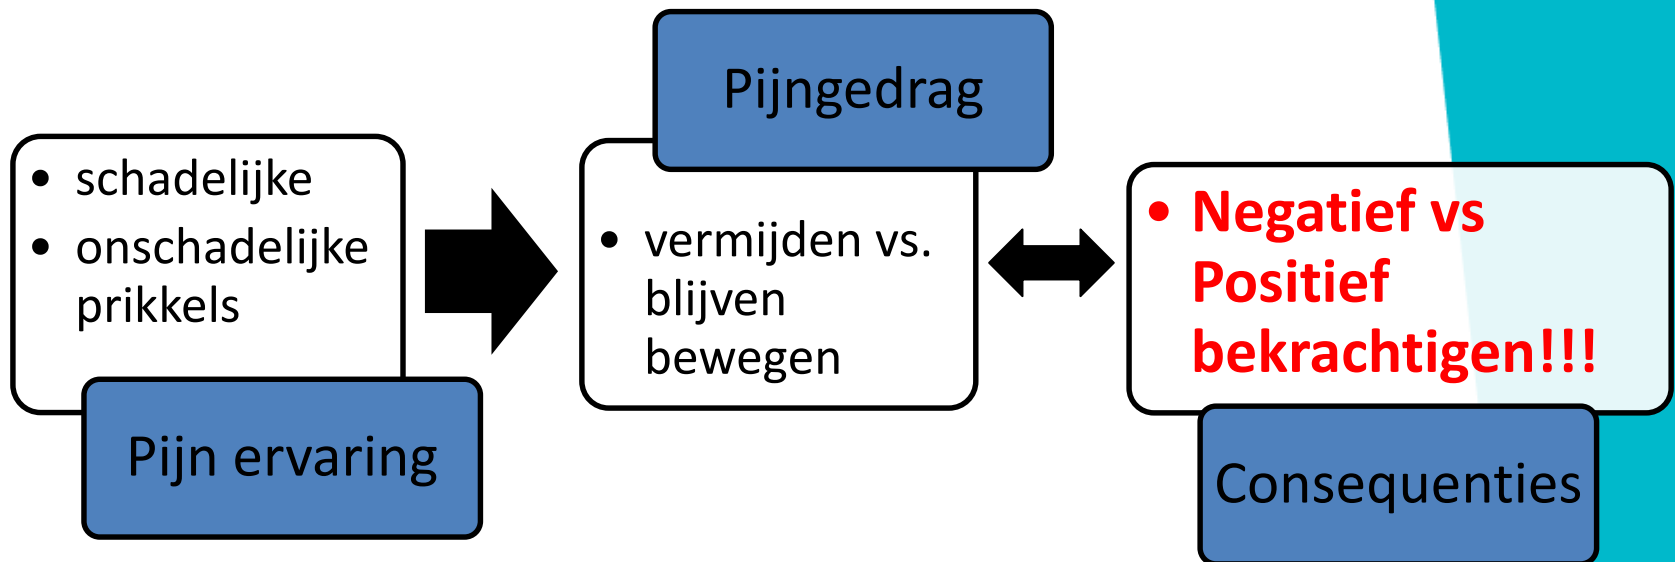 • schadelijke
• onschadelijke
prikkels
Pijn ervaring
Pijngedrag
• vermijden vs.
blijven
bewegen
• Negatief vs
Positief
bekrachtigen!!!
Consequenties